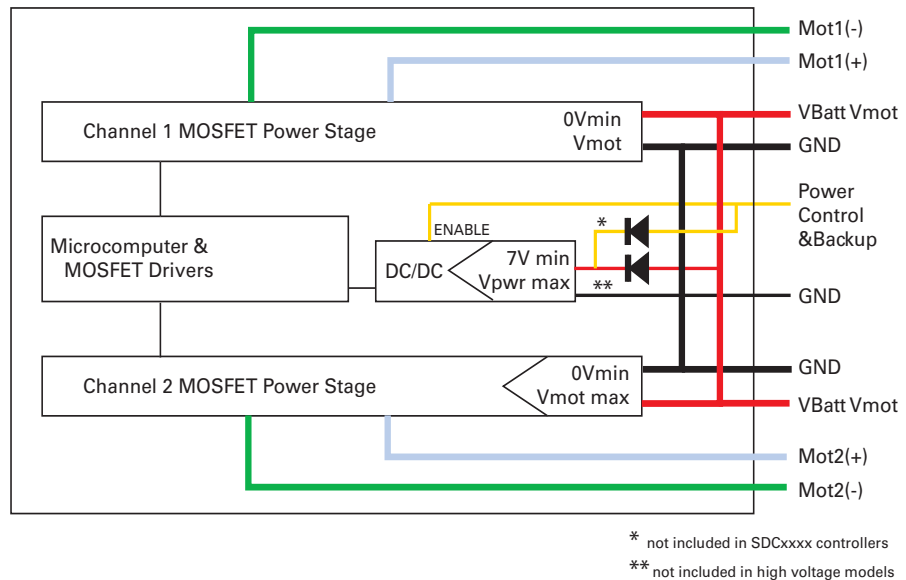 Mot1(-)
Mot1(+)
Channel 1 MOSFET Power Stage
0Vmin
Vmot
VBatt Vmot
GND
Power
Control
&Backup
Microcomputer &
MOSFET Drivers
ENABLE
DC/DC
7V min
Vpwr max
*
**
GND
Channel 2 MOSFET Power Stage
0Vmin
Vmot max
GND
VBatt Vmot
Mot2(+)
Mot2(-)
* not included in SDCxxxx controllers
** not included in high voltage models